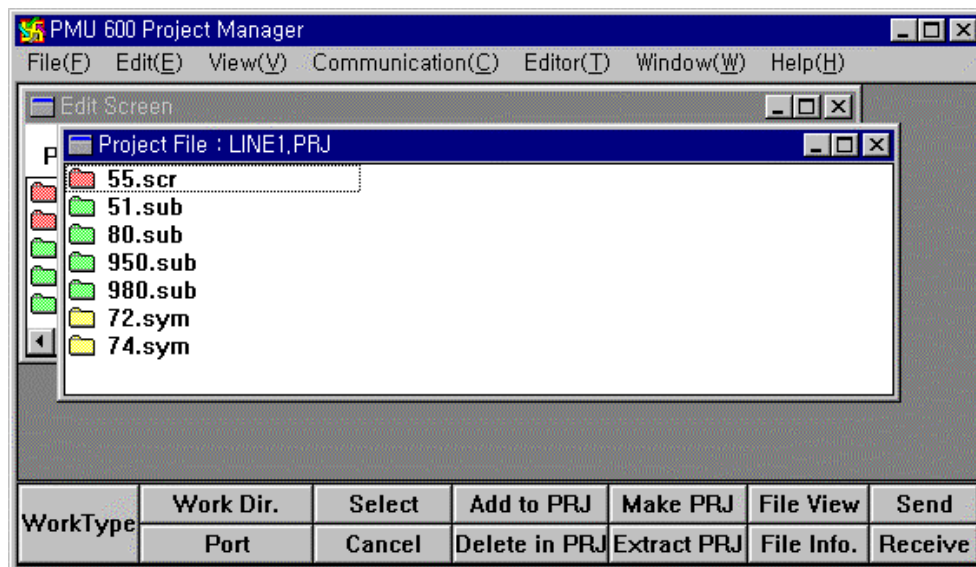 PMU 600 Project Manager
File(F) Edit(E) View(V) Communication(C) Editor(T) Window(W) Help(H)
Edit Screen
P
Project File : LINE1,PRJ
55.scr
51.sub
80.sub
950.sub
980.sub
72.sym
74.sym
WorkType
Work Dir. Select Add to PRJ Make PRJ File View Send
Port Cancel Delete in PRJ Extract PRJ File Info. Receive